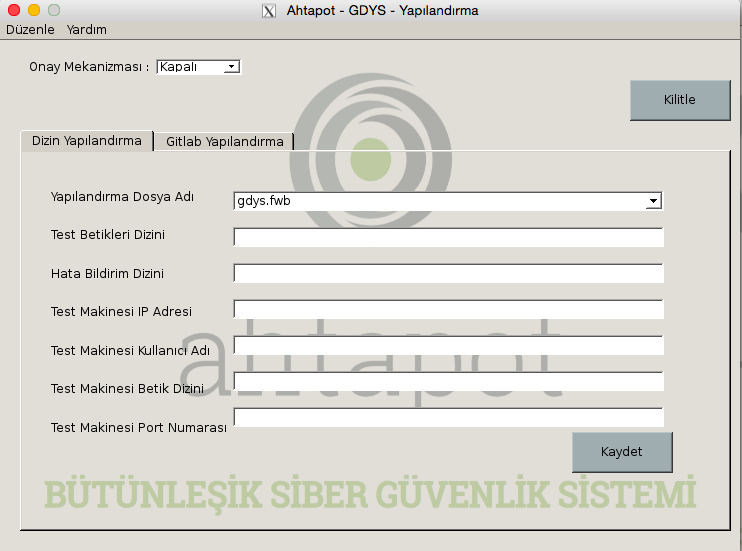 Ahtapot - GDYS - Yapılandırma
Düzenle Yardım
Onay Mekanizması : Kapalı
Kilitle
Dizin Yapılandırma Gitlab Yapılandırma
Yapılandırma Dosya Adı gdys.fwb
Test Betikleri Dizini
Hata Bildirim Dizini
Test Makinesi IP Adresi
ahtapot
Test Makinesi Kullanıcı Adı
Test Makinesi Betik Dizini
Test Makinesi Port Numarası
Kaydet
BÜTÜNLEŞİK SİBER GÜVENLİK SİSTEMİ